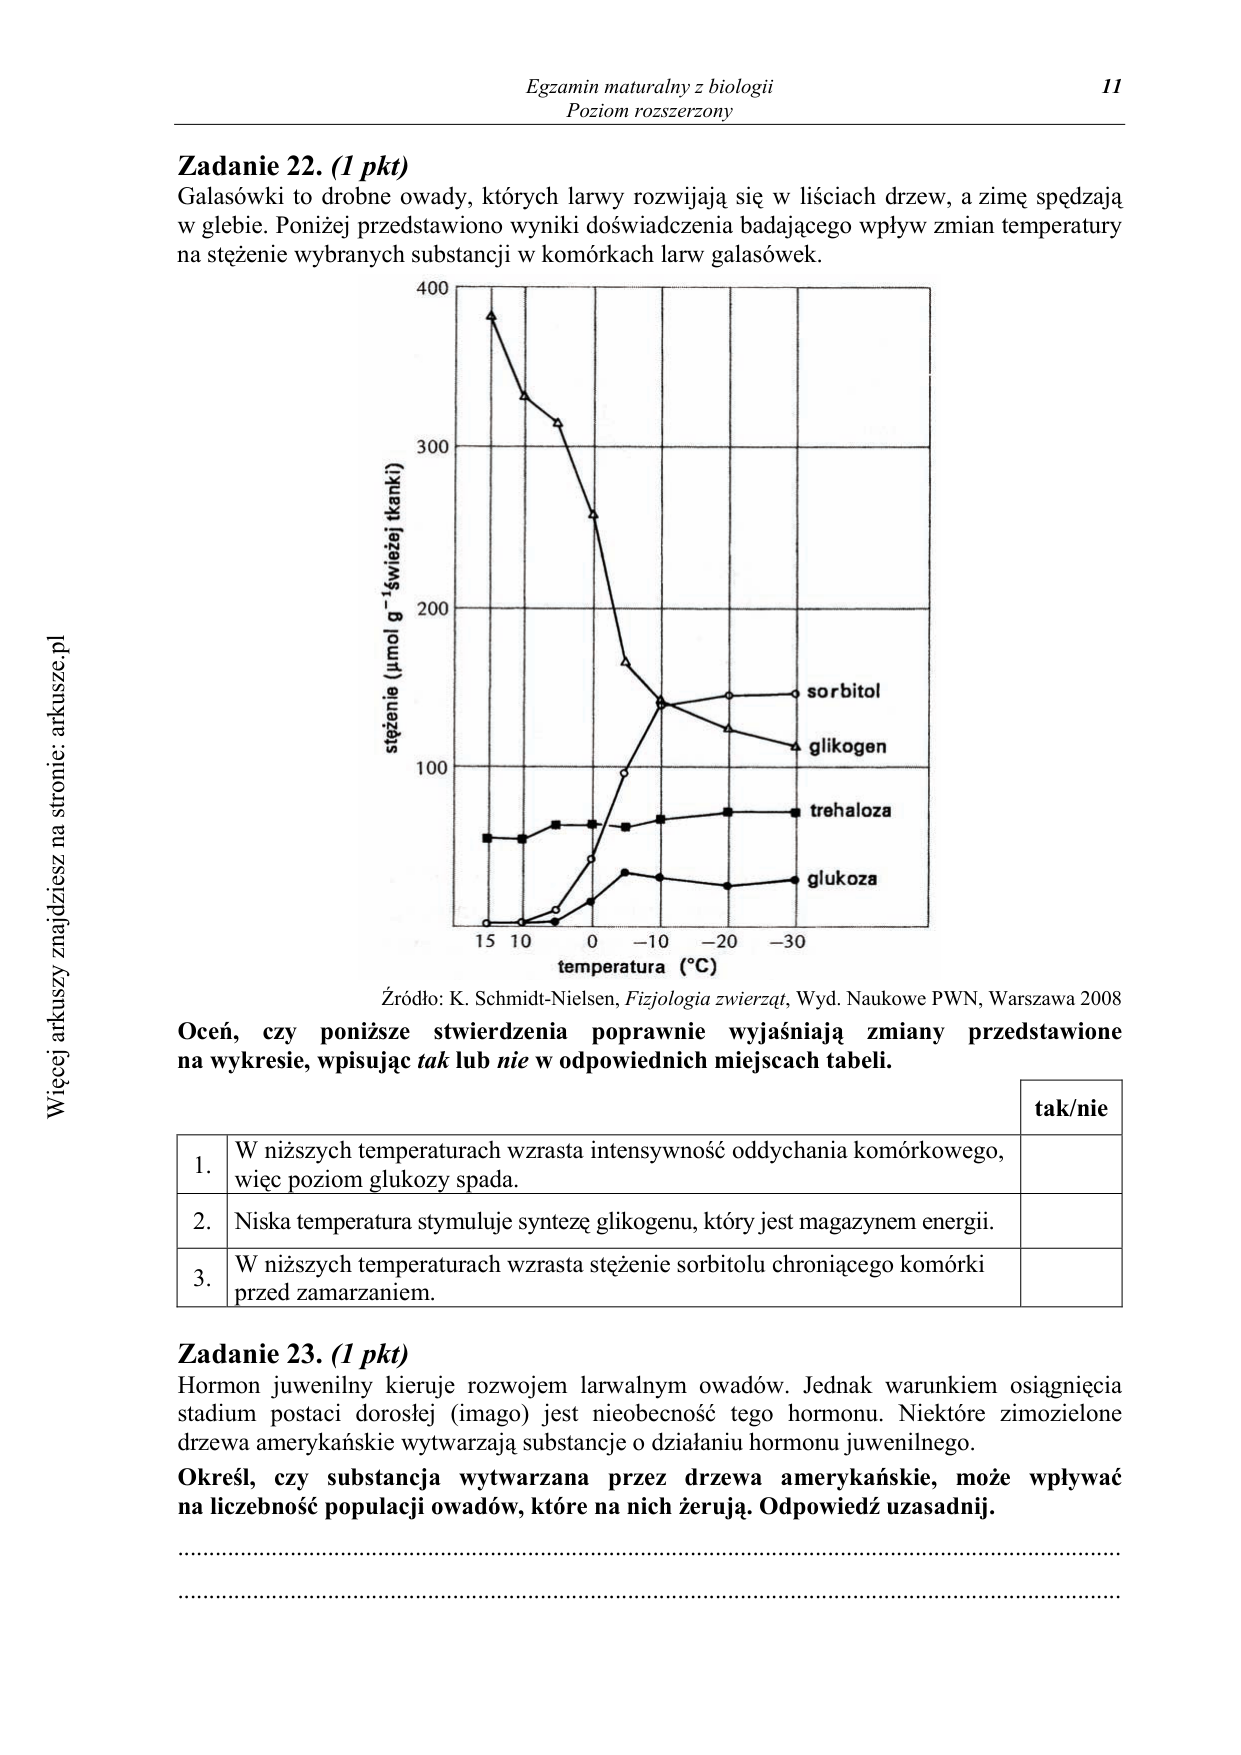 Egzamin maturalny z biologii
11
Poziom rozszerzony
Zadanie 22. (1 pkt)
Galasówki to drobne owady, których larwy rozwijają się w liściach drzew, a zimę spędzają
w glebie. Poniżej przedstawiono wyniki doświadczenia badającego wpływ zmian temperatury
na stężenie wybranych substancji w komórkach larw galasówek.
400
300
200
100
stężenie (μmol g⁻¹świeżej tkanki)
sorbitol
glikogen
trehaloza
glukoza
15 10 0 –10 –20 –30
temperatura (°C)
Źródło: K. Schmidt-Nielsen, Fizjologia zwierząt, Wyd. Naukowe PWN, Warszawa 2008
Oceń, czy poniższe stwierdzenia poprawnie wyjaśniają zmiany przedstawione
na wykresie, wpisując tak lub nie w odpowiednich miejscach tabeli.
tak/nie
1. W niższych temperaturach wzrasta intensywność oddychania komórkowego,
więc poziom glukozy spada.
2. Niska temperatura stymuluje syntezę glikogenu, który jest magazynem energii.
3. W niższych temperaturach wzrasta stężenie sorbitolu chroniącego komórki
przed zamarzaniem.
Zadanie 23. (1 pkt)
Hormon juwenilny kieruje rozwojem larwalnym owadów. Jednak warunkiem osiągnięcia
stadium postaci dorosłej (imago) jest nieobecność tego hormonu. Niektóre zimozielone
drzewa amerykańskie wytwarzają substancje o działaniu hormonu juwenilnego.
Określ, czy substancja wytwarzana przez drzewa amerykańskie, może wpływać
na liczebność populacji owadów, które na nich żerują. Odpowiedź uzasadnij.
Więcej arkuszy znajdziesz na stronie: arkusze.pl